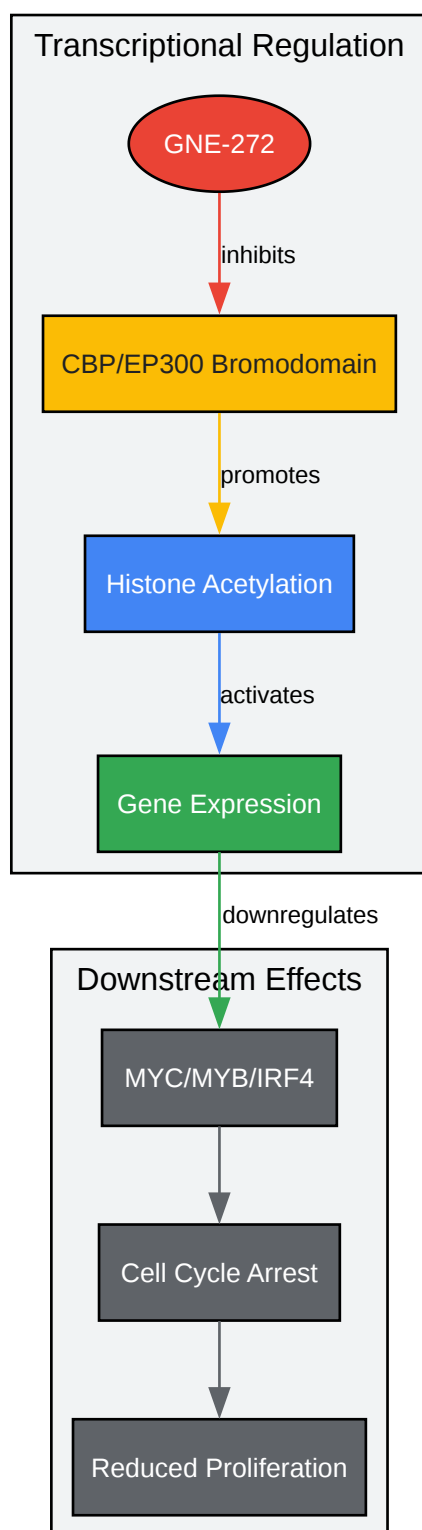 Transcriptional Regulation
GNE-272
inhibits
CBP/EP300 Bromodomain
promotes
Histone Acetylation
activates
Gene Expression
downregulates
Downstream Effects
MYC/MYB/IRF4
Cell Cycle Arrest
Reduced Proliferation